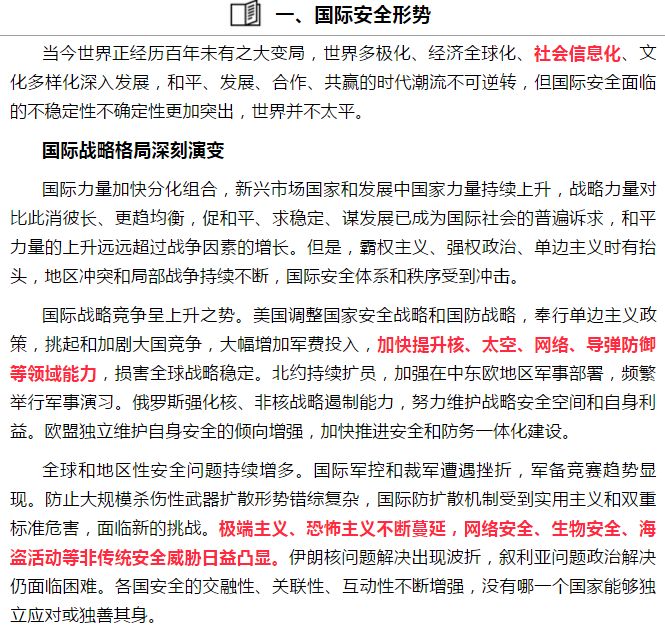 一、国际安全形势
当今世界正经历百年未有之大变局，世界多极化、经济全球化、社会信息化、文
化多样化深入发展，和平、发展、合作、共赢的时代潮流不可逆转，但国际安全面临
的不稳定性不确定性更加突出，世界并不太平。
国际战略格局深刻演变
国际力量加快分化组合，新兴市场国家和发展中国家力量持续上升，战略力量对
比此消彼长、更趋均衡，促和平、求稳定、谋发展已成为国际社会的普遍诉求，和平
力量的上升远远超过战争因素的增长。但是，霸权主义、强权政治、单边主义时有抬
头，地区冲突和局部战争持续不断，国际安全体系和秩序受到冲击。
国际战略竞争呈上升之势。美国调整国家安全战略和国防战略，奉行单边主义政
策，挑起和加剧大国竞争，大幅增加军费投入，加快提升核、太空、网络、导弹防御
等领域能力，损害全球战略稳定。北约持续扩员，加强在中东欧地区军事部署，频繁
举行军事演习。俄罗斯强化核、非核战略遏制能力，努力维护战略安全空间和自身利
益。欧盟独立维护自身安全的倾向增强，加快推进安全和防务一体化建设。
全球和地区性安全问题持续增多。国际军控和裁军遭遇挫折，军备竞赛趋势显
现。防止大规模杀伤性武器扩散形势错综复杂，国际防扩散机制受到实用主义和双重
标准危害，面临新的挑战。极端主义、恐怖主义不断蔓延，网络安全、生物安全、海
盗活动等非传统安全威胁日益凸显。伊朗核问题解决出现波折，叙利亚问题政治解决
仍面临困难。各国安全的交融性、关联性、互动性不断增强，没有哪一个国家能够独
立应对或独善其身。